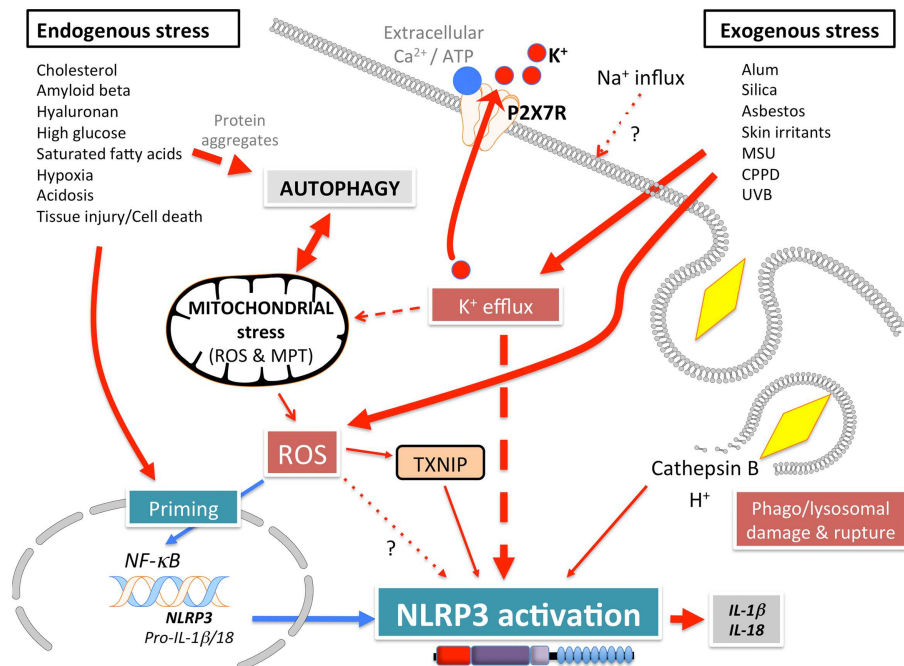 Endogenous stress
Cholesterol
Amyloid beta
Hyaluronan
High glucose
Saturated fatty acids
Hypoxia
Acidosis
Tissue injury/Cell death
Protein
aggregates
AUTOPHAGY
Extracellular
Ca²⁺ / ATP
K⁺
P2X7R
Na⁺ influx
?
Exogenous stress
Alum
Silica
Asbestos
Skin irritants
MSU
CPPD
UVB
MITOCHONDRIAL
stress
(ROS & MPT)
K⁺ efflux
ROS
TXNIP
Cathepsin B
H⁺
Phago/lysosomal
damage & rupture
Priming
NF-κB
NLRP3
Pro-IL-1β/18
?
NLRP3 activation
IL-1β
IL-18